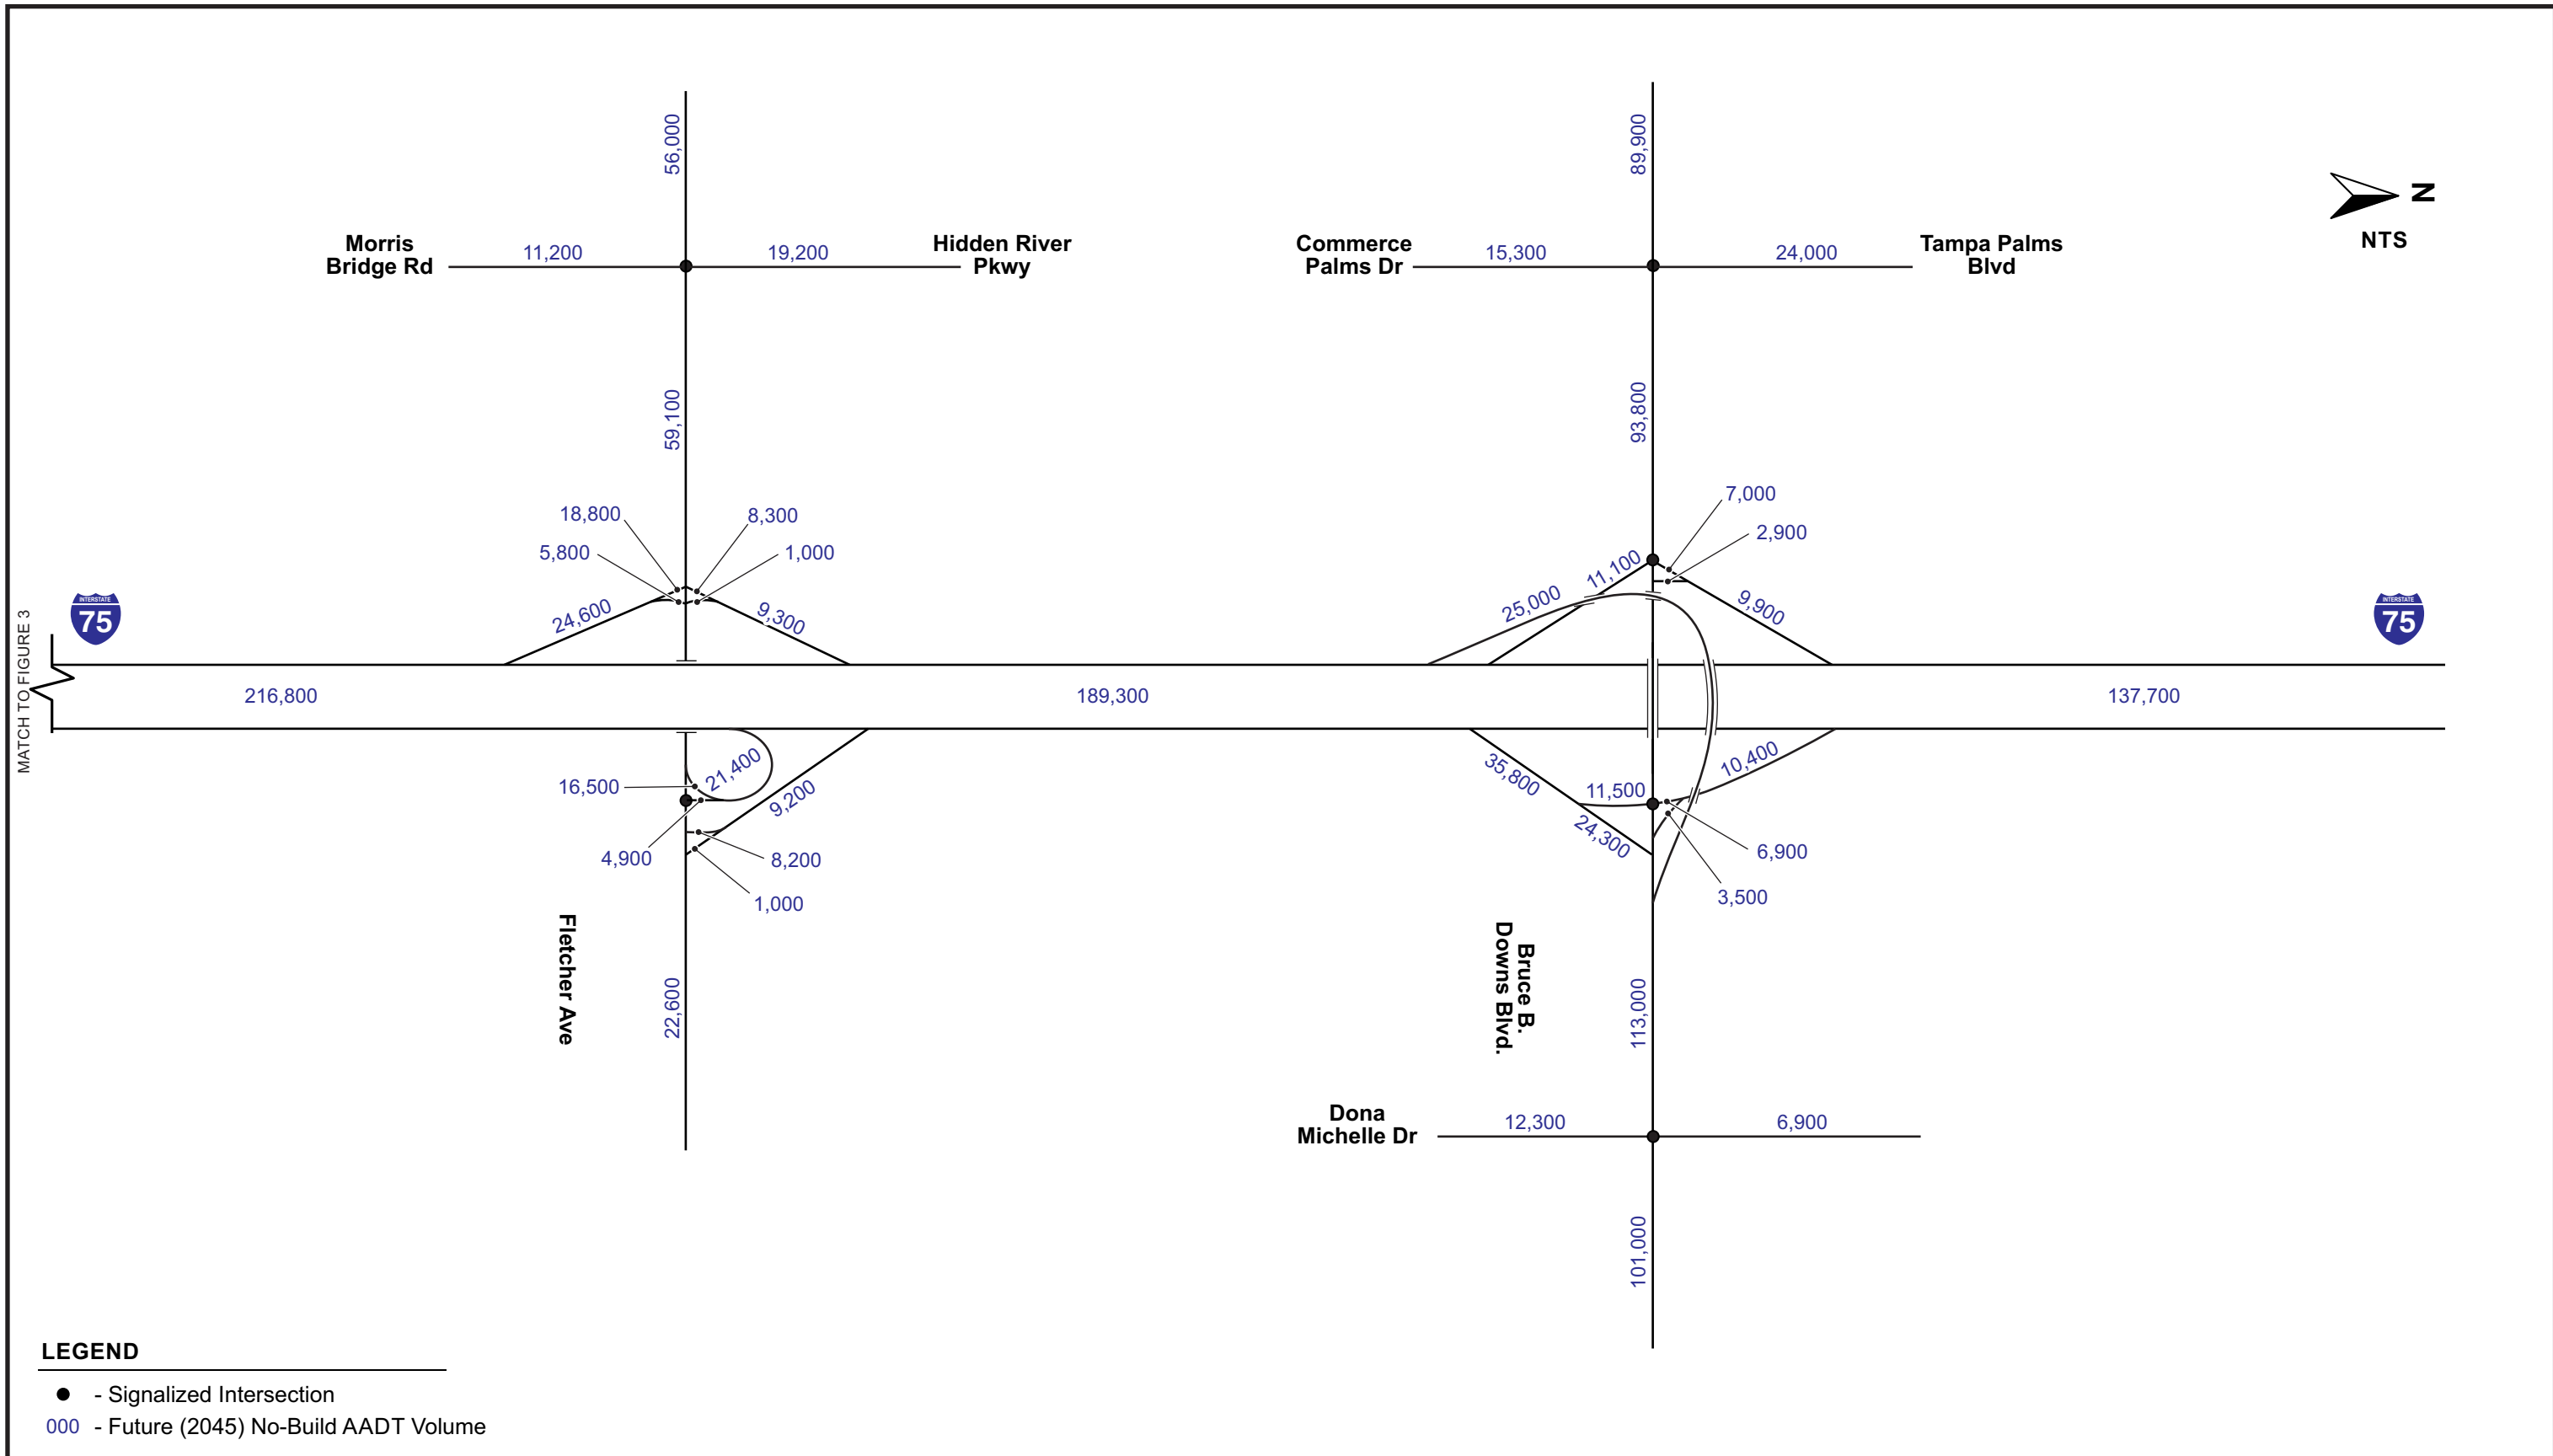 56,000
89,900
N
NTS
Morris
Bridge Rd
11,200
19,200
Hidden River
Pkwy
Commerce
Palms Dr
15,300
24,000
Tampa Palms
Blvd
59,100
93,800
18,800
8,300
5,800
1,000
24,600
9,300
7,000
2,900
11,100
25,000
9,900
INTERSTATE
75
INTERSTATE
75
MATCH TO FIGURE 3
216,800
189,300
137,700
21,400
16,500
9,200
4,900
8,200
1,000
35,800
11,500
10,400
24,300
6,900
3,500
Fletcher Ave
22,600
Bruce B.
Downs Blvd.
113,000
Dona
Michelle Dr
12,300
6,900
101,000
LEGEND
- Signalized Intersection
000 - Future (2045) No-Build AADT Volume